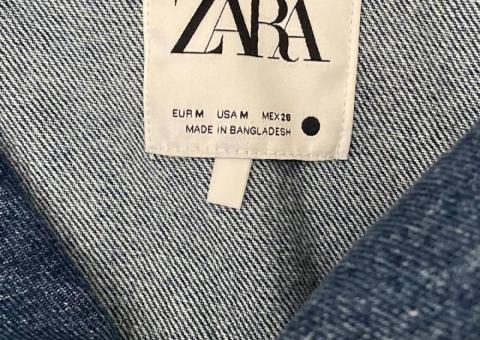 ZARA
EUR M USA M MEX 28
MADE IN BANGLADESH